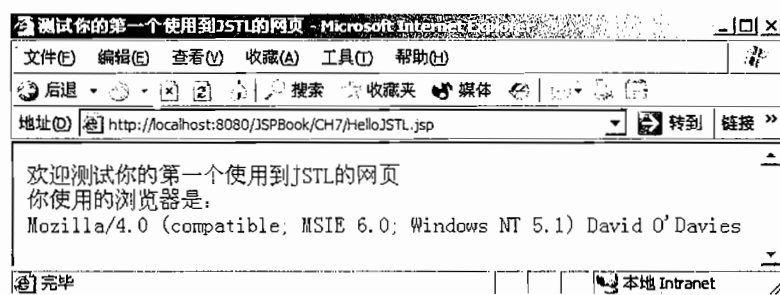 测试你的第一个使用到JSTL的网页 - Microsoft Internet Explorer
文件(F) 编辑(E) 查看(V) 收藏(A) 工具(T) 帮助(H)
后退 搜索 收藏夹 媒体
地址(D) http://localhost:8080/JSPBook/CH7/HelloJSTL.jsp 转到 链接 »
欢迎测试你的第一个使用到JSTL的网页
你使用的浏览器是:
Mozilla/4.0 (compatible; MSIE 6.0; Windows NT 5.1) David O'Davies
完毕 本地 Intranet